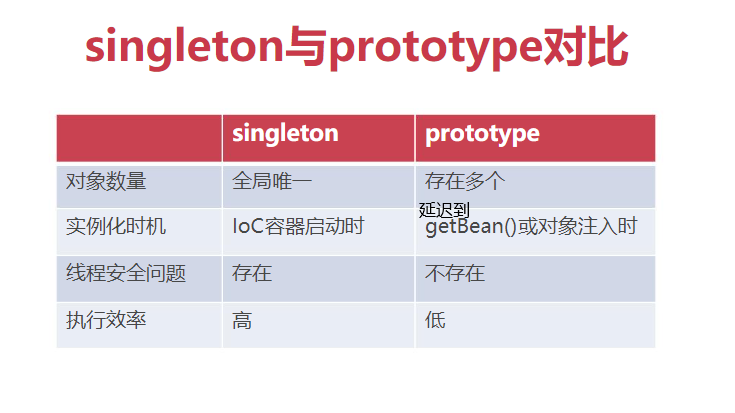 singleton与prototype对比
singleton prototype
对象数量 全局唯一 存在多个
延迟到
实例化时机 IoC容器启动时 getBean()或对象注入时
线程安全问题 存在 不存在
执行效率 高 低